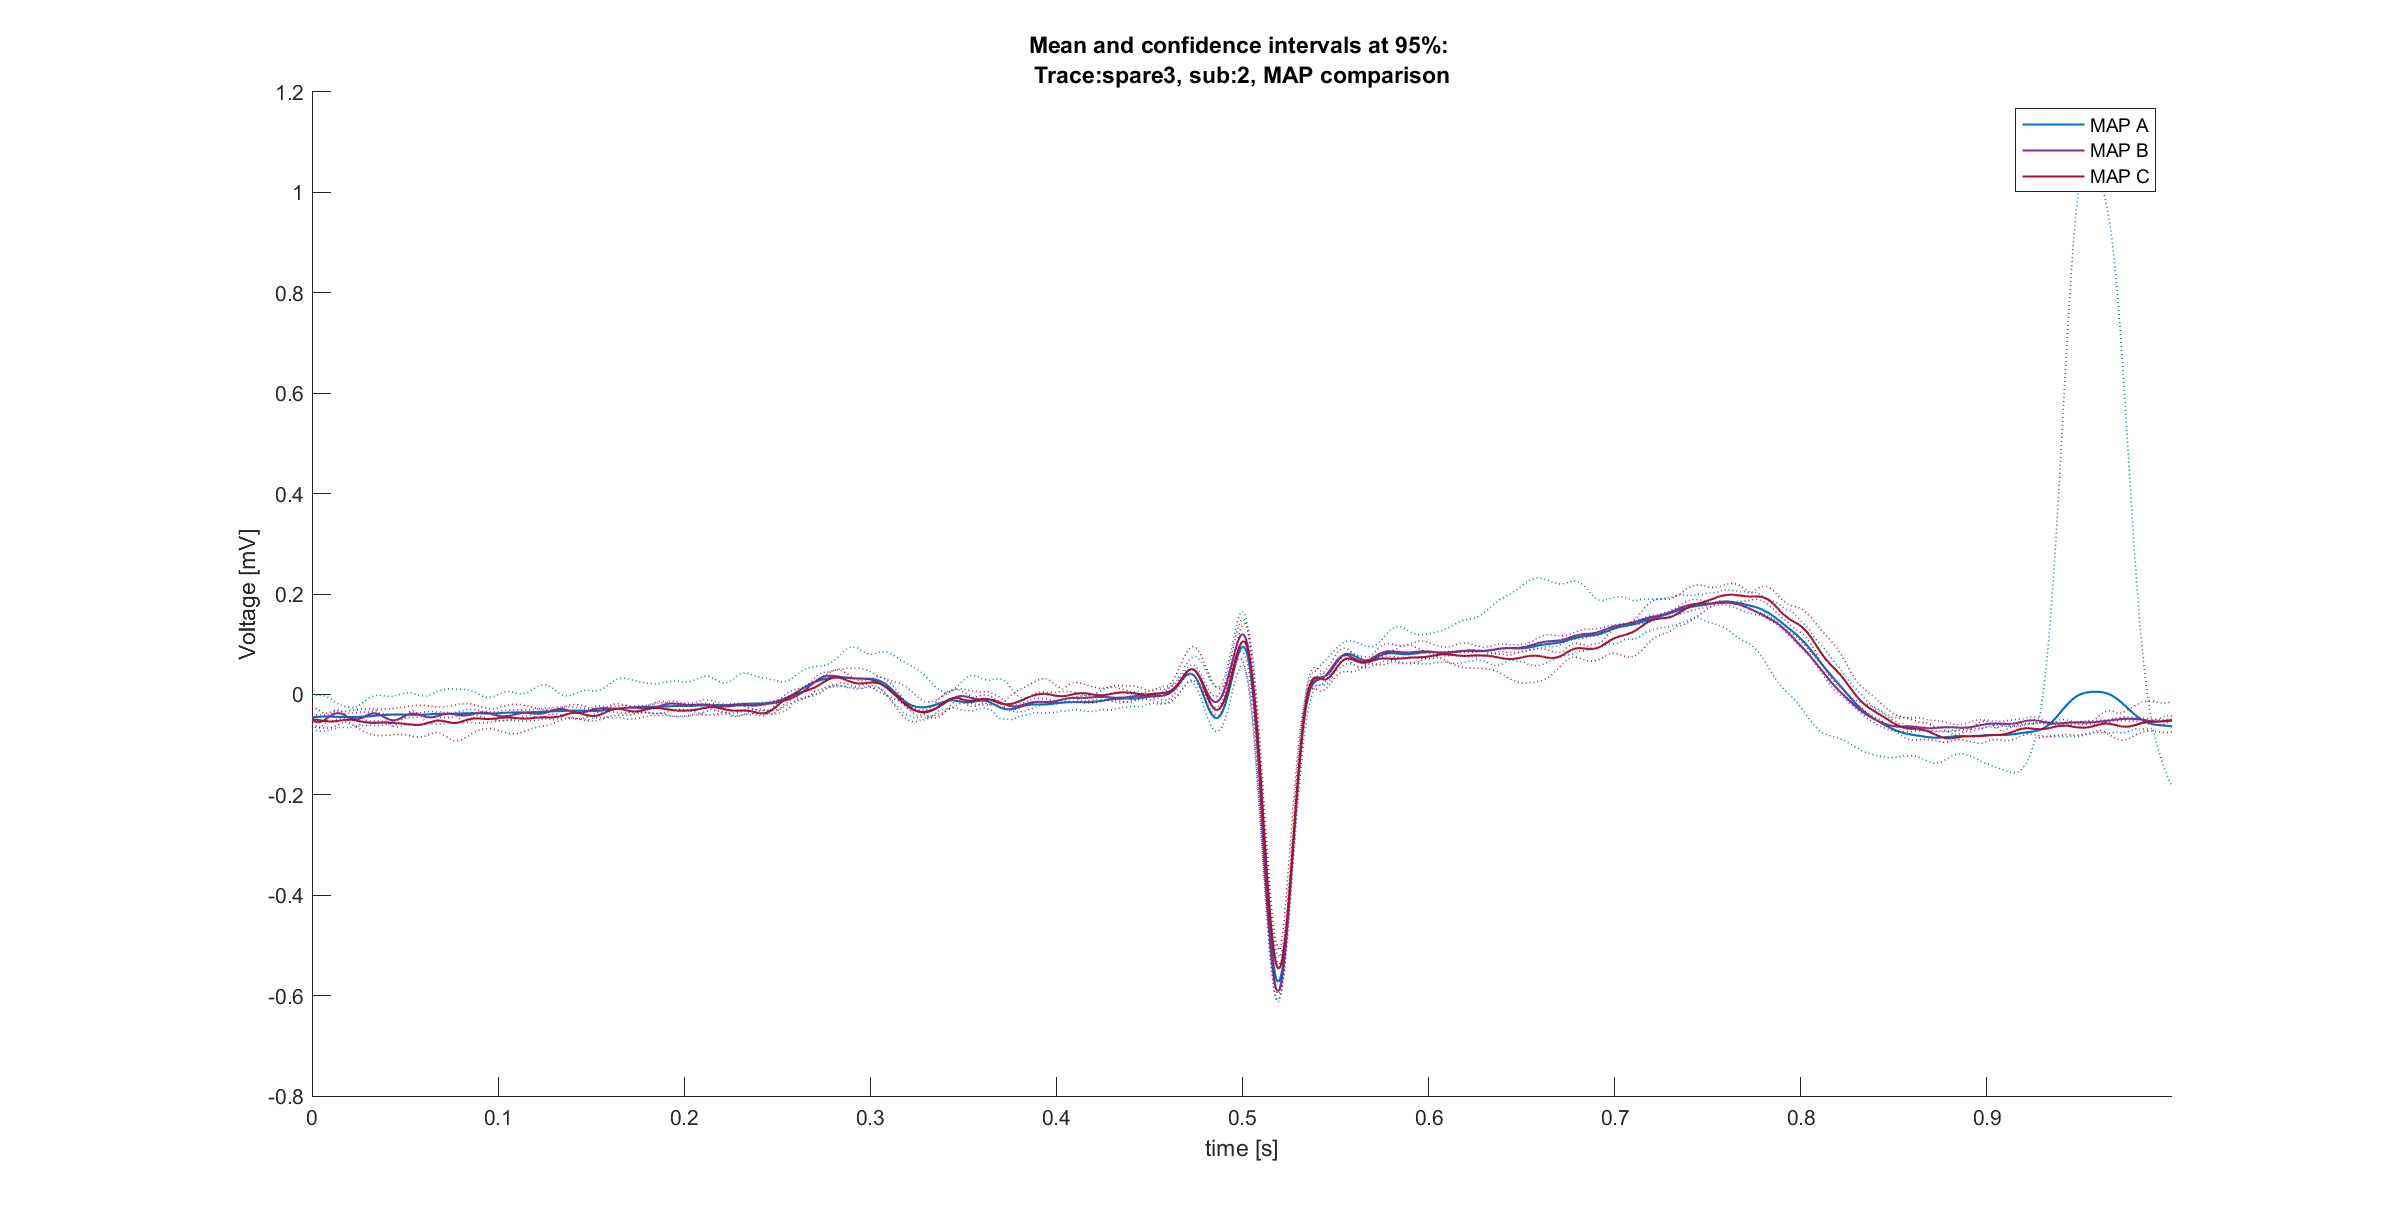 Mean and confidence intervals at 95%:
Trace:spare3, sub:2, MAP comparison
1.2
1
0.8
0.6
0.4
0.2
0
-0.2
-0.4
-0.6
-0.8
Voltage [mV]
MAP A
MAP B
MAP C
0 0.1 0.2 0.3 0.4 0.5 0.6 0.7 0.8 0.9
time [s]